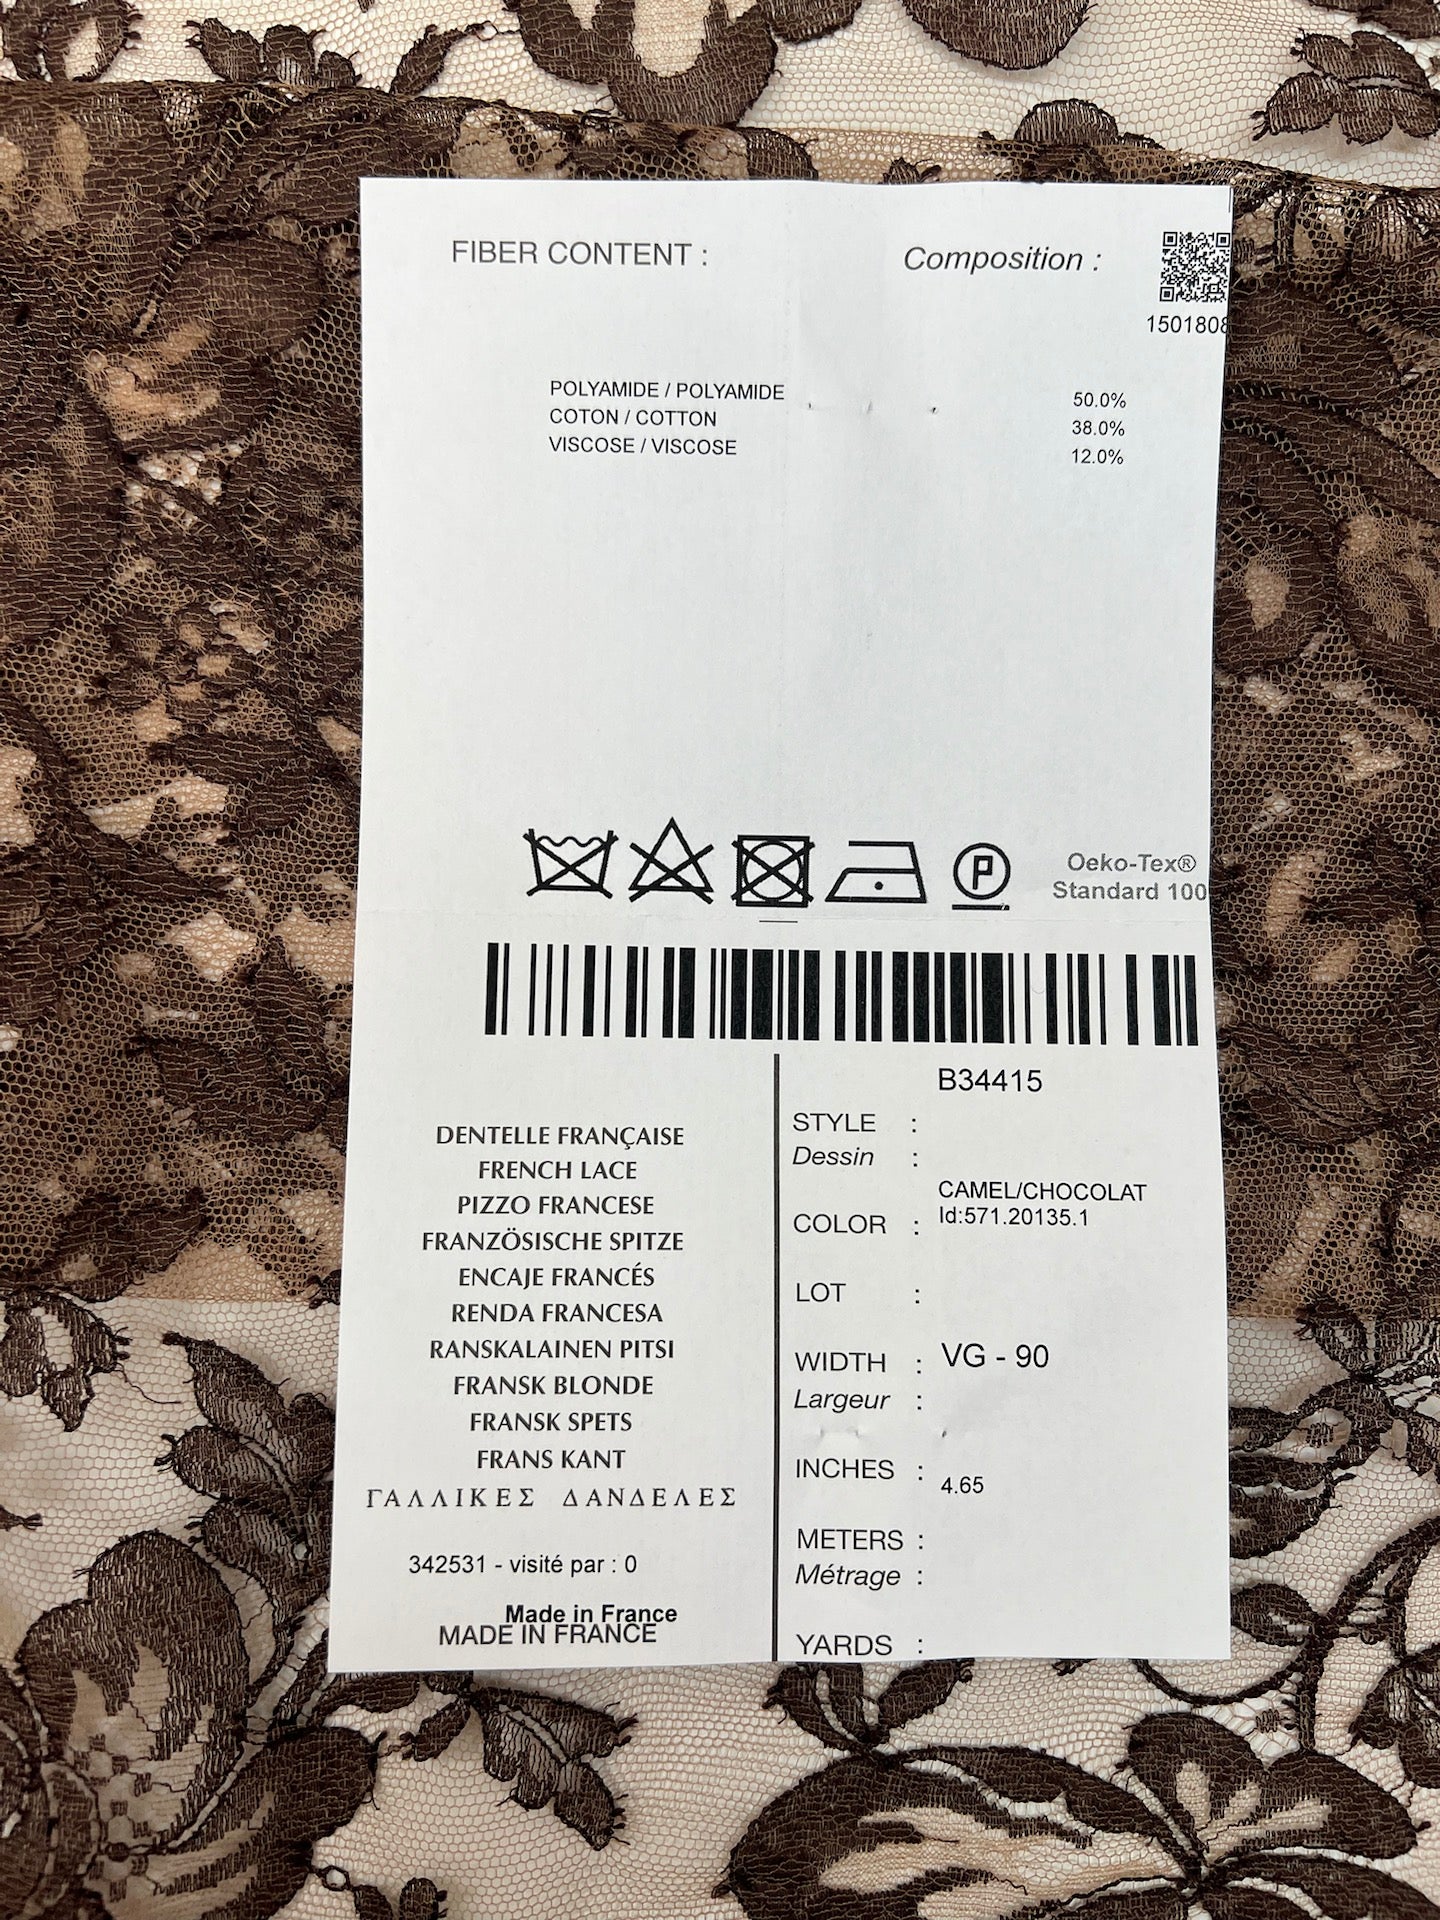 FIBER CONTENT :
Composition :
1501808
POLYAMIDE / POLYAMIDE 50.0%
COTON / COTTON 38.0%
VISCOSE / VISCOSE 12.0%
P
Oeko-Tex®
Standard 100
B34415
DENTELLE FRANÇAISE
FRENCH LACE
PIZZO FRANCESE
FRANZÖSISCHE SPITZE
ENCAJE FRANCÉS
RENDA FRANCESA
RANSKALAINEN PITSI
FRANSK BLONDE
FRANSK SPETS
FRANS KANT
ΓΑΛΛΙΚΕΣ ΔΑΝΔΕΛΕΣ
342531 - visité par : 0
Made in France
MADE IN FRANCE
STYLE :
Dessin :
CAMEL/CHOCOLAT
Id:571.20135.1
COLOR :
LOT :
WIDTH : VG - 90
Largeur :
INCHES : 4.65
METERS :
Métrage :
YARDS :